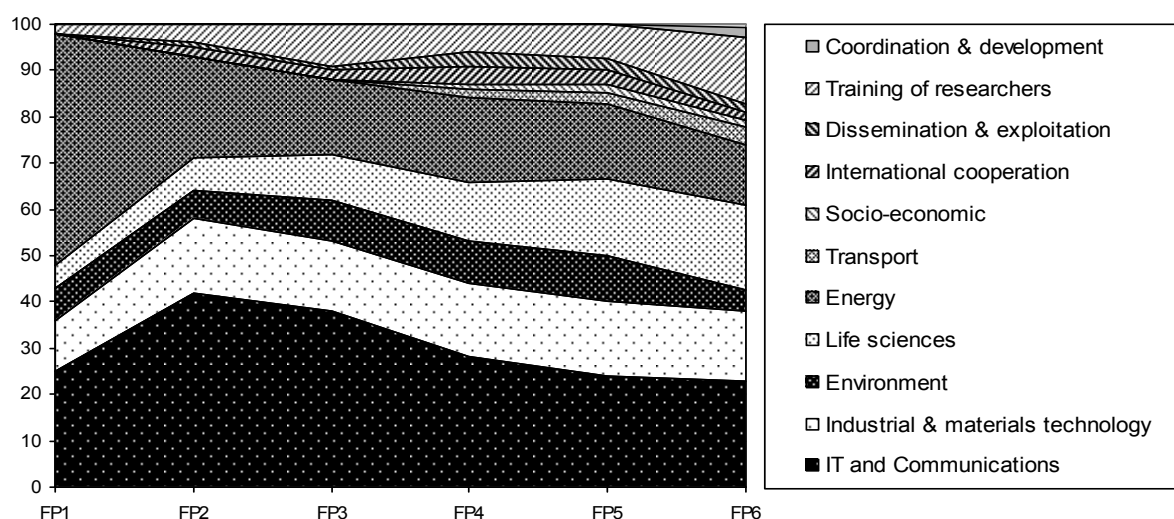 100
90
80
70
60
50
40
30
20
10
0
FP1 FP2 FP3 FP4 FP5 FP6
Coordination & development
Training of researchers
Dissemination & exploitation
International cooperation
Socio-economic
Transport
Energy
Life sciences
Environment
Industrial & materials technology
IT and Communications